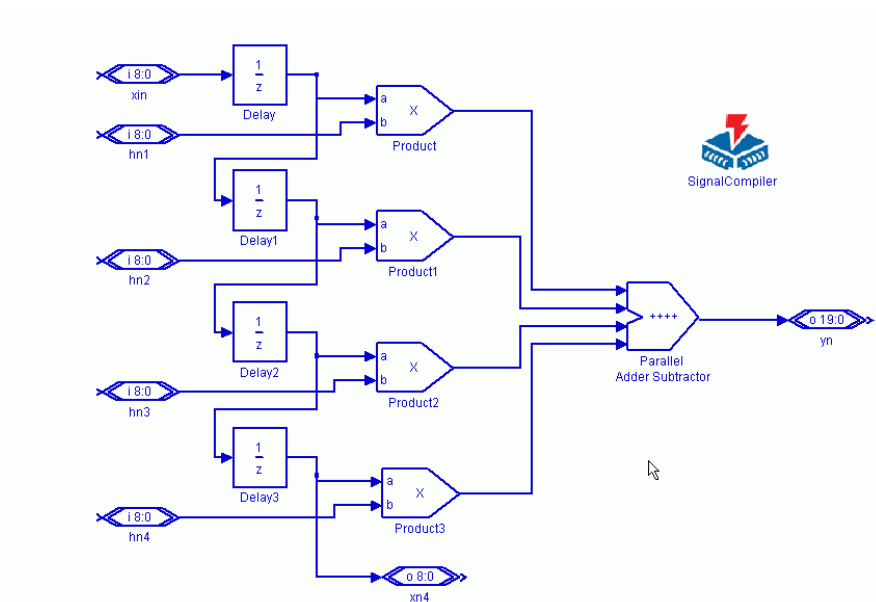 i 8:0
xin
1
z
Delay
a
b
X
Product
i 8:0
hn1
SignalCompiler
1
z
Delay1
a
b
X
Product1
i 8:0
hn2
++++
Parallel
Adder Subtractor
o 19:0
yn
1
z
Delay2
a
b
X
Product2
i 8:0
hn3
1
z
Delay3
a
b
X
Product3
i 8:0
hn4
o 8:0
xn4